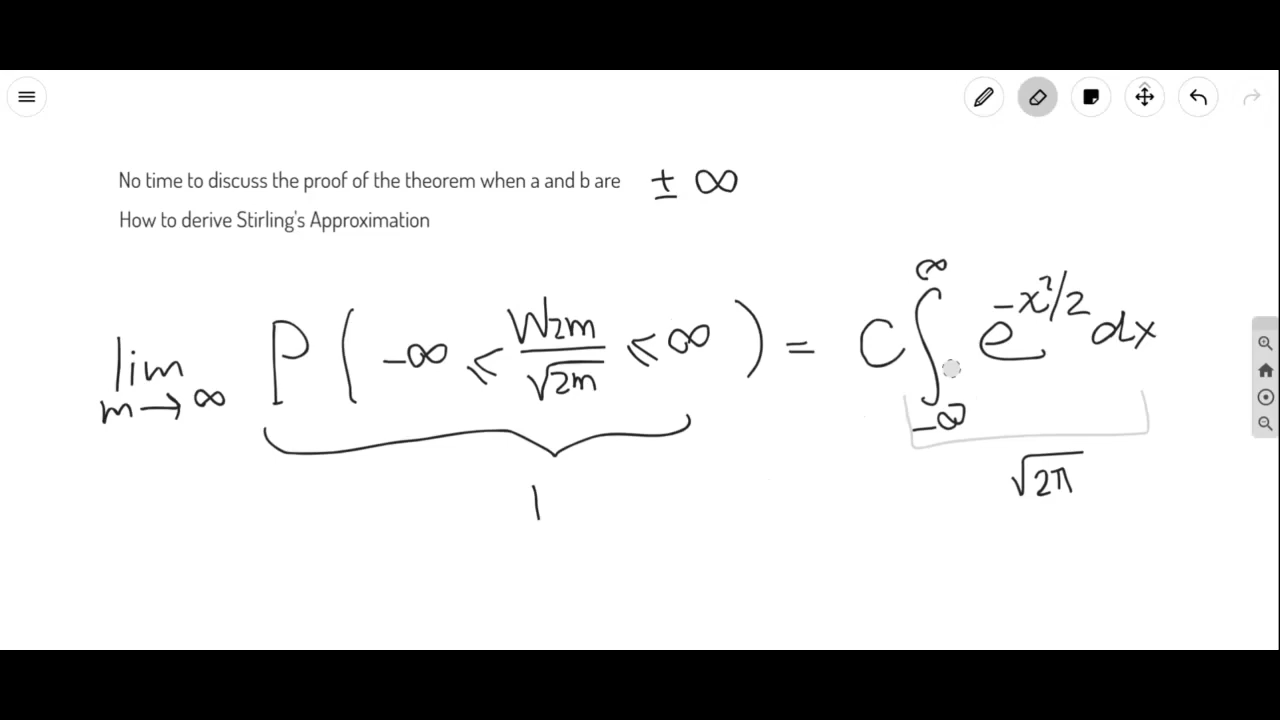 No time to discuss the proof of the theorem when a and b are ± ∞
How to derive Stirling's Approximation
lim m→∞ P ( -∞ ≤ W2m/√2m ≤ ∞ ) = C ∫_{-∞}^{∞} e^{-x²/2} dx
1
√2π